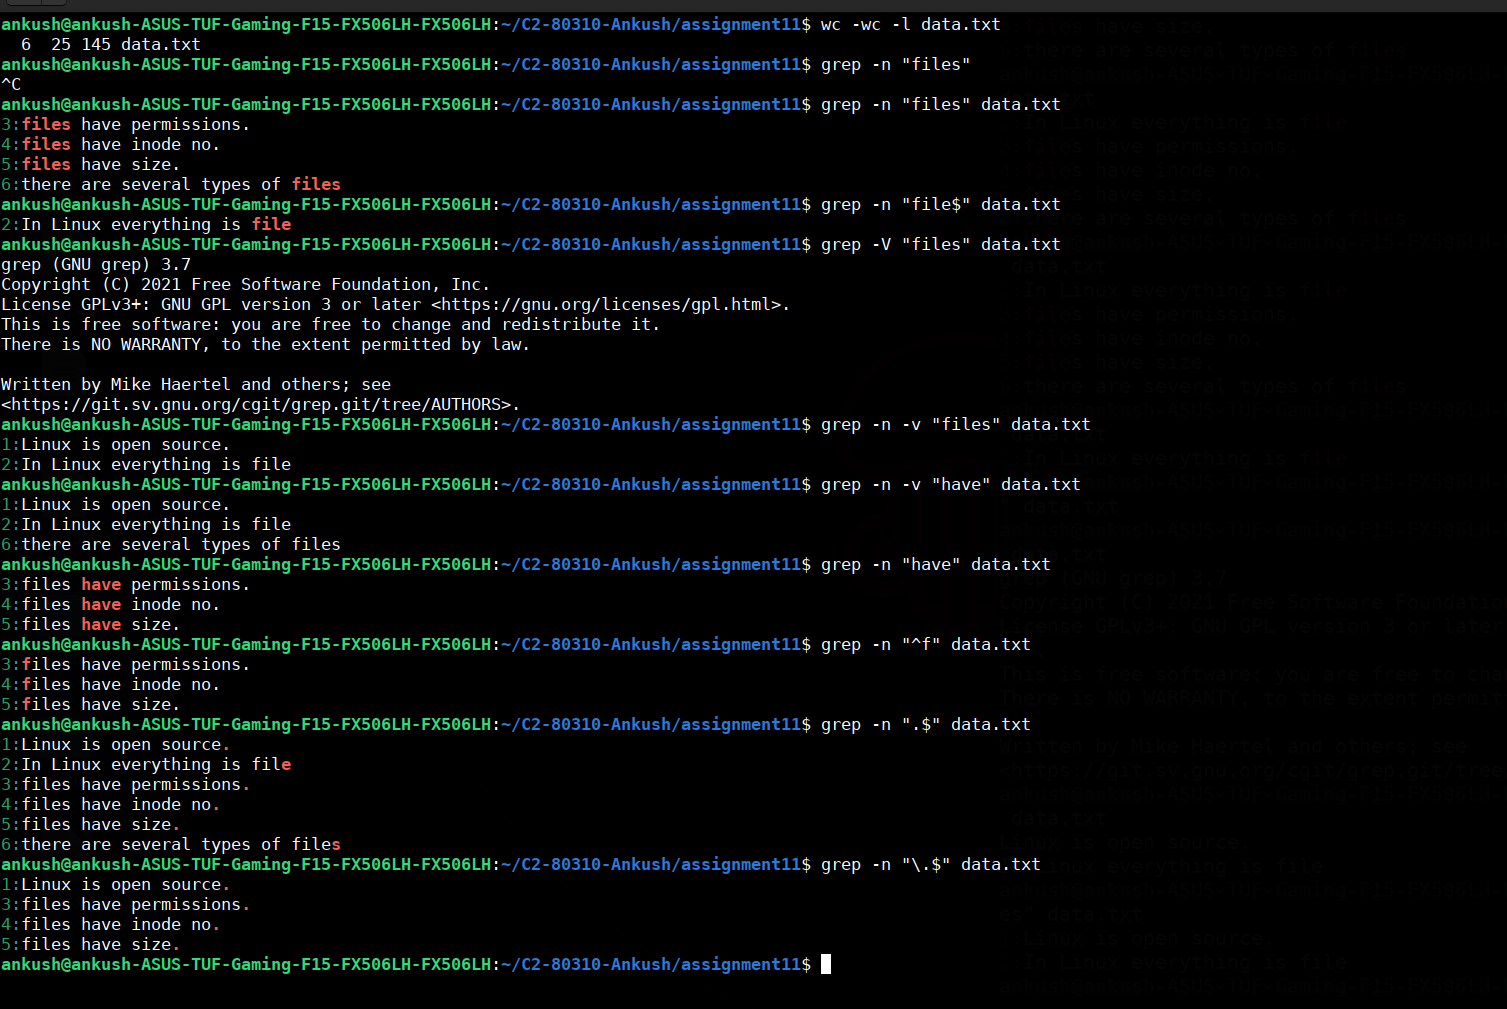 ankush@ankush-ASUS-TUF-Gaming-F15-FX506LH-FX506LH:~/C2-80310-Ankush/assignment11$ wc -wc -l data.txt
  6  25 145 data.txt
ankush@ankush-ASUS-TUF-Gaming-F15-FX506LH-FX506LH:~/C2-80310-Ankush/assignment11$ grep -n "files"
^C
ankush@ankush-ASUS-TUF-Gaming-F15-FX506LH-FX506LH:~/C2-80310-Ankush/assignment11$ grep -n "files" data.txt
3:files have permissions.
4:files have inode no.
5:files have size.
6:there are several types of files
ankush@ankush-ASUS-TUF-Gaming-F15-FX506LH-FX506LH:~/C2-80310-Ankush/assignment11$ grep -n "file$" data.txt
2:In Linux everything is file
ankush@ankush-ASUS-TUF-Gaming-F15-FX506LH-FX506LH:~/C2-80310-Ankush/assignment11$ grep -V "files" data.txt
grep (GNU grep) 3.7
Copyright (C) 2021 Free Software Foundation, Inc.
License GPLv3+: GNU GPL version 3 or later <https://gnu.org/licenses/gpl.html>.
This is free software: you are free to change and redistribute it.
There is NO WARRANTY, to the extent permitted by law.

Written by Mike Haertel and others; see
<https://git.sv.gnu.org/cgit/grep.git/tree/AUTHORS>.
ankush@ankush-ASUS-TUF-Gaming-F15-FX506LH-FX506LH:~/C2-80310-Ankush/assignment11$ grep -n -v "files" data.txt
1:Linux is open source.
2:In Linux everything is file
ankush@ankush-ASUS-TUF-Gaming-F15-FX506LH-FX506LH:~/C2-80310-Ankush/assignment11$ grep -n -v "have" data.txt
1:Linux is open source.
2:In Linux everything is file
6:there are several types of files
ankush@ankush-ASUS-TUF-Gaming-F15-FX506LH-FX506LH:~/C2-80310-Ankush/assignment11$ grep -n "have" data.txt
3:files have permissions.
4:files have inode no.
5:files have size.
ankush@ankush-ASUS-TUF-Gaming-F15-FX506LH-FX506LH:~/C2-80310-Ankush/assignment11$ grep -n "^f" data.txt
3:files have permissions.
4:files have inode no.
5:files have size.
ankush@ankush-ASUS-TUF-Gaming-F15-FX506LH-FX506LH:~/C2-80310-Ankush/assignment11$ grep -n ".$" data.txt
1:Linux is open source.
2:In Linux everything is file
3:files have permissions.
4:files have inode no.
5:files have size.
6:there are several types of files
ankush@ankush-ASUS-TUF-Gaming-F15-FX506LH-FX506LH:~/C2-80310-Ankush/assignment11$ grep -n "\.$" data.txt
1:Linux is open source.
3:files have permissions.
4:files have inode no.
5:files have size.
ankush@ankush-ASUS-TUF-Gaming-F15-FX506LH-FX506LH:~/C2-80310-Ankush/assignment11$